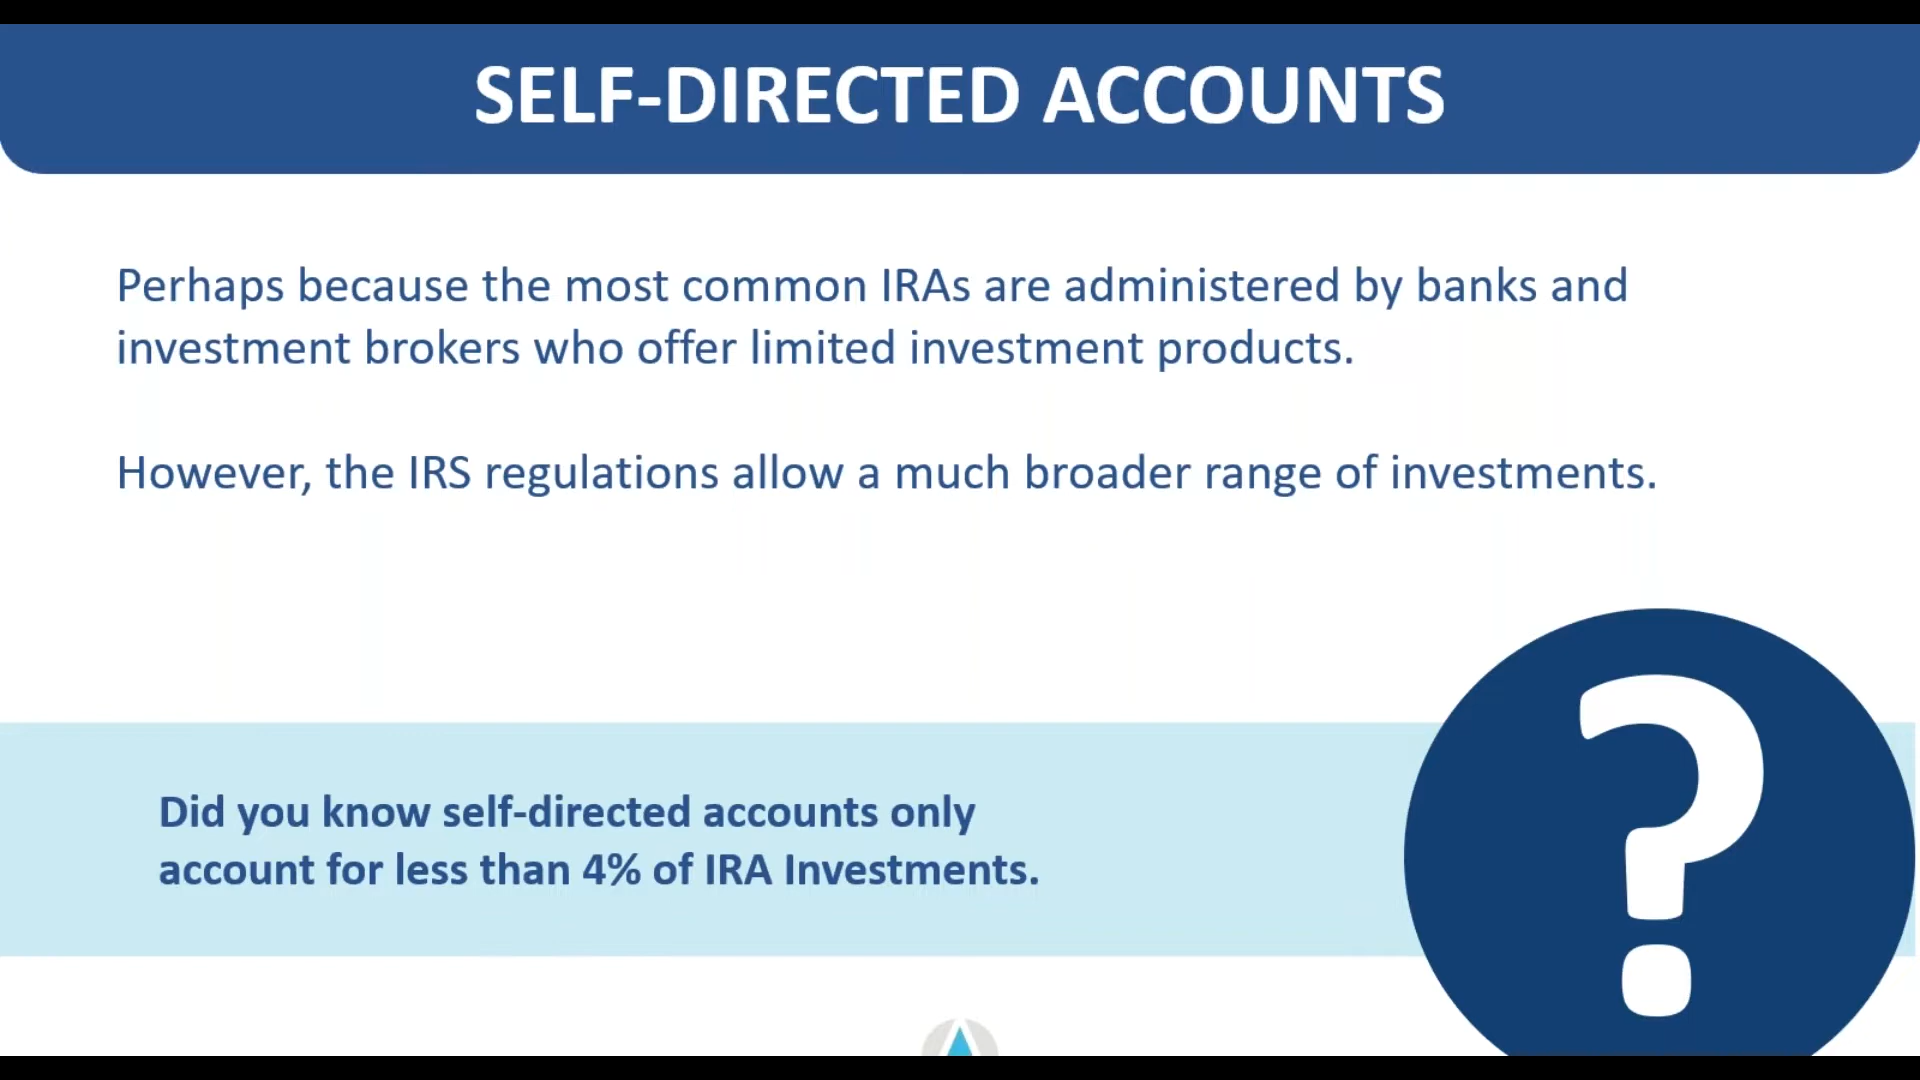 SELF-DIRECTED ACCOUNTS
Perhaps because the most common IRAs are administered by banks and
investment brokers who offer limited investment products.
However, the IRS regulations allow a much broader range of investments.
Did you know self-directed accounts only
account for less than 4% of IRA Investments.
?